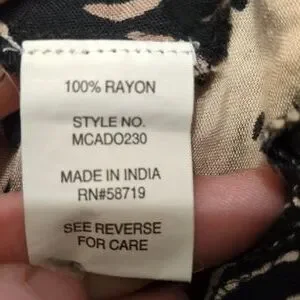 100% RAYON
STYLE NO.
MCADO230
MADE IN INDIA
RN#58719
SEE REVERSE
FOR CARE